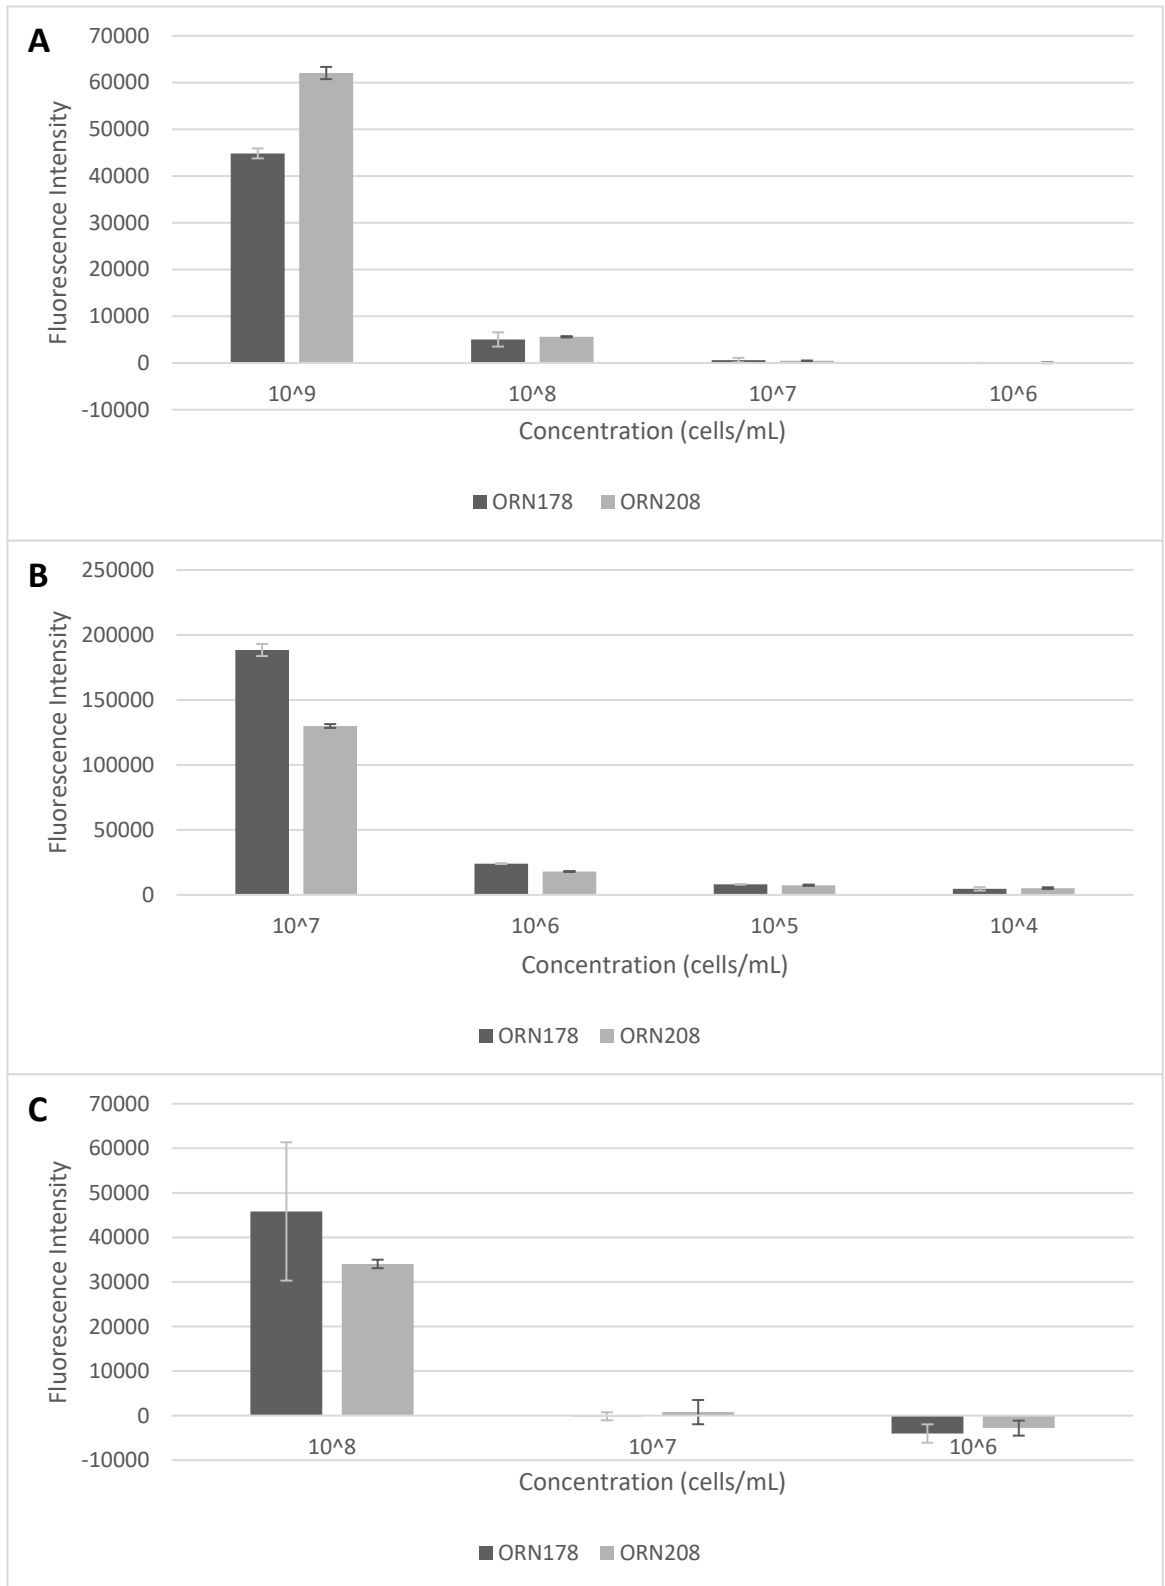 A
70000
60000
50000
40000
30000
20000
10000
0
-10000
Fluorescence Intensity
10^9 10^8 10^7 10^6
Concentration (cells/mL)
ORN178 ORN208
B
250000
200000
150000
100000
50000
0
Fluorescence Intensity
10^7 10^6 10^5 10^4
Concentration (cells/mL)
ORN178 ORN208
C
70000
60000
50000
40000
30000
20000
10000
0
-10000
Fluorescence Intensity
10^8 10^7 10^6
Concentration (cells/mL)
ORN178 ORN208